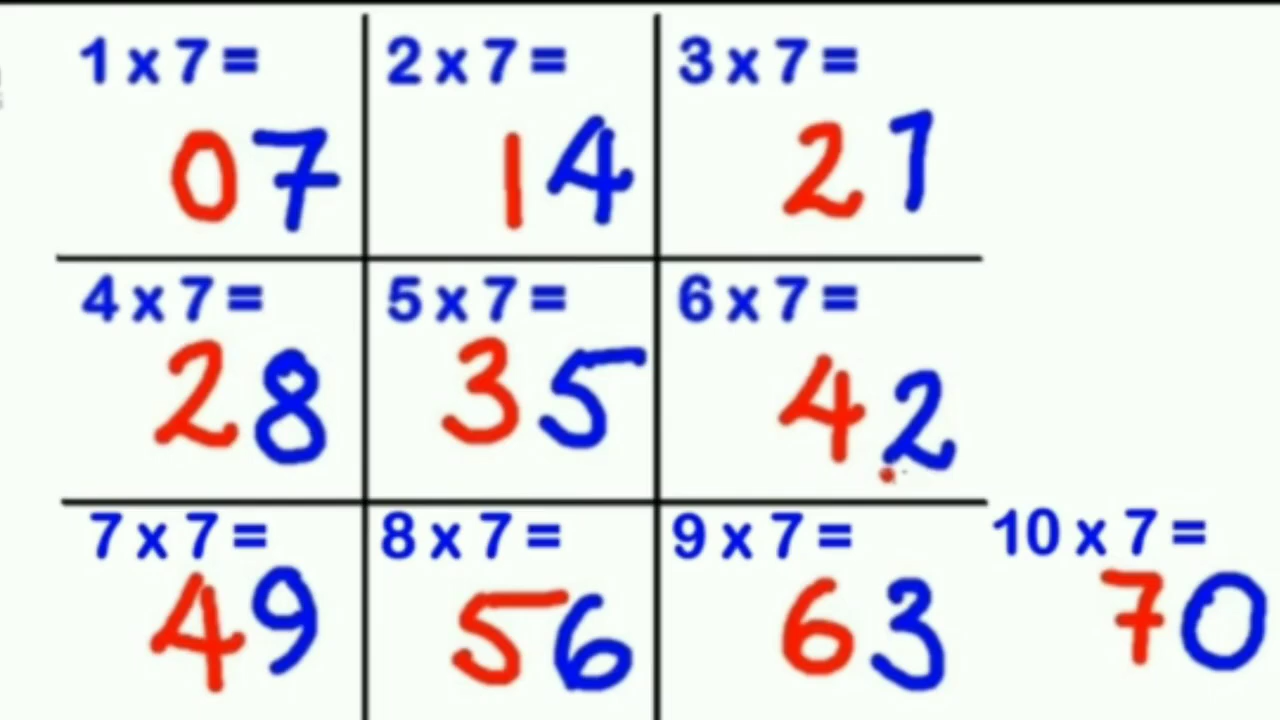 1 x 7 = 2 x 7 = 3 x 7 =
07 14 21
4 x 7 = 5 x 7 = 6 x 7 =
28 35 42
7 x 7 = 8 x 7 = 9 x 7 = 10 x 7 =
49 56 63 70